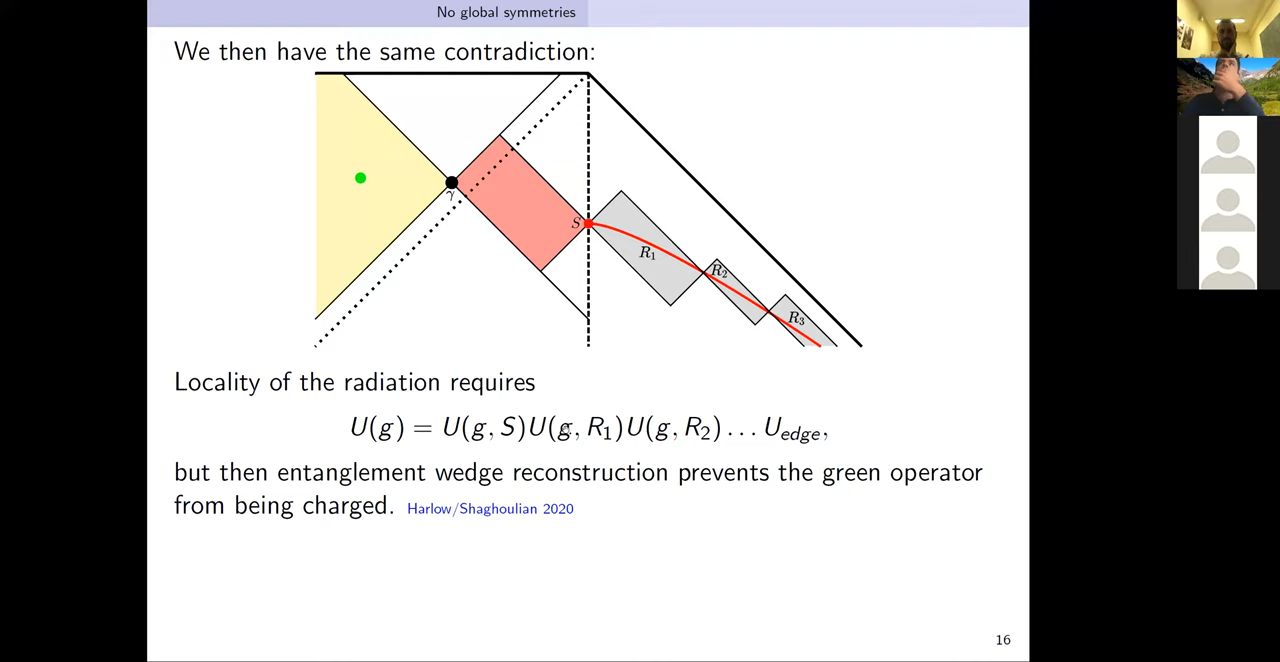 No global symmetries
We then have the same contradiction:
γ
S
R₁
R₂
R₃
Locality of the radiation requires
U(g) = U(g, S)U(g, R₁)U(g, R₂) . . . U_edge,
but then entanglement wedge reconstruction prevents the green operator
from being charged. Harlow/Shaghoulian 2020
16